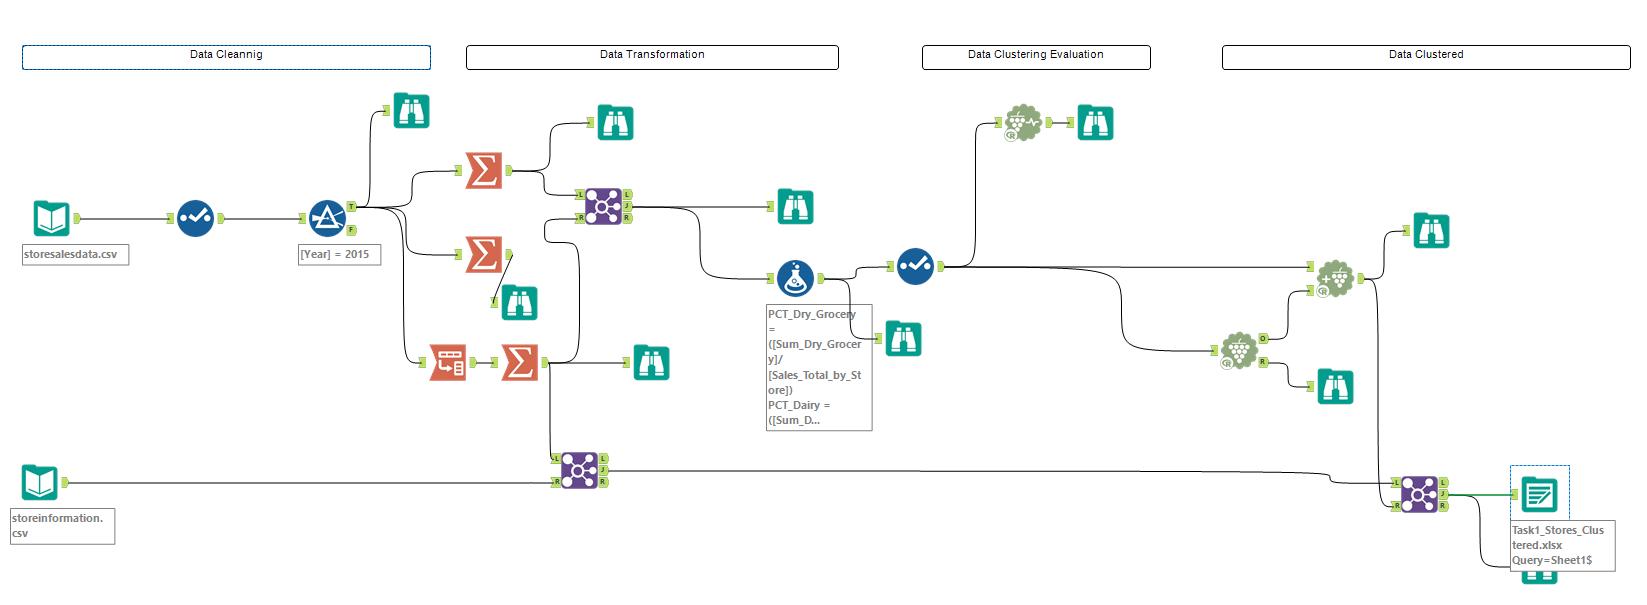 Data Cleannig
Data Transformation
Data Clustering Evaluation
Data Clustered
storesalesdata.csv
T
F
[Year] = 2015
L
R
L
J
R
PCT_Dry_Grocery
=
([Sum_Dry_Grocer
y]/
[Sales_Total_by_St
ore])
PCT_Dairy =
([Sum_D...
R
R
R
O
R
storeinformation.
csv
L
R
L
J
R
L
R
L
J
R
Task1_Stores_Clus
tered.xlsx
Query=Sheet1$